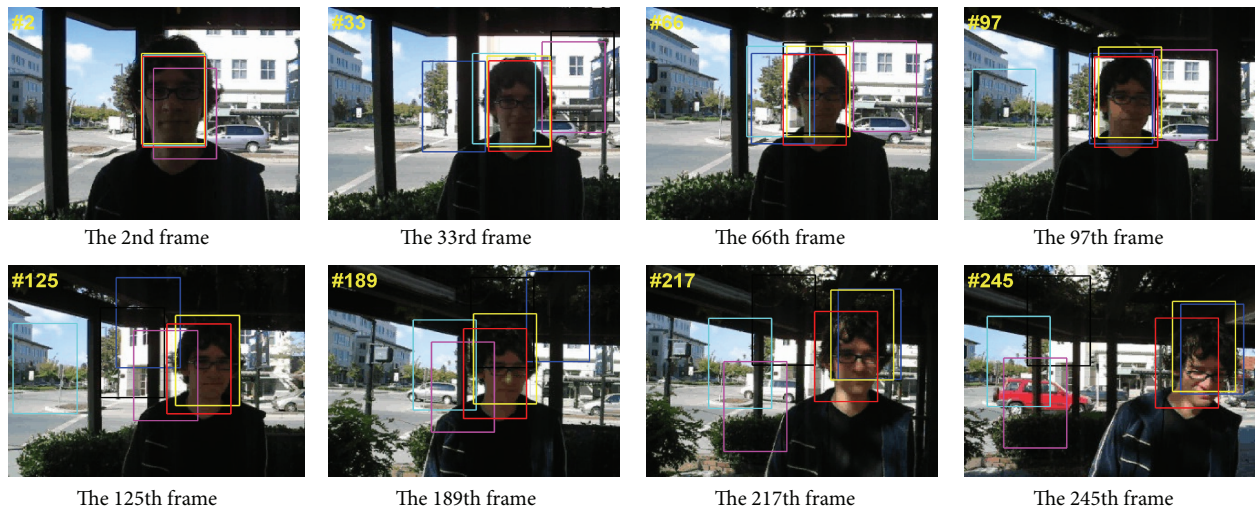 #2
#33
#66
#97
The 2nd frame
The 33rd frame
The 66th frame
The 97th frame
#125
#189
#217
#245
The 125th frame
The 189th frame
The 217th frame
The 245th frame